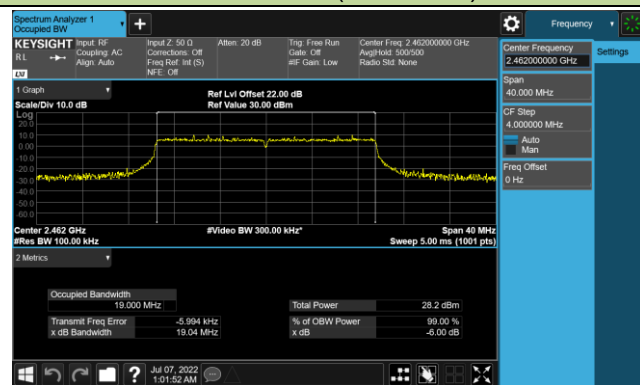 Spectrum Analyzer 1
Occupied BW
Frequency
KEYSIGHT
Input: RF
Coupling: AC
Align: Auto
Input Z: 50 Ω
Corrections: Off
Freq Ref: Int (S)
NFE: Off
Atten: 20 dB
Trig: Free Run
Gate: Off
#IF Gain: Low
Center Freq: 2.462000000 GHz
Avg|Hold: 500/500
Radio Std: None
R L
LXI
Center Frequency
2.462000000 GHz
Settings
Span
40.000 MHz
CF Step
4.000000 MHz
Auto
Man
Freq Offset
0 Hz
1 Graph
Scale/Div 10.0 dB
Ref Lvl Offset 22.00 dB
Ref Value 30.00 dBm
Log
20.0
10.0
0.00
-10.0
-20.0
-30.0
-40.0
-50.0
-60.0
Center 2.462 GHz
#Res BW 100.00 kHz
#Video BW 300.00 kHz*
Span 40 MHz
Sweep 5.00 ms (1001 pts)
2 Metrics
Occupied Bandwidth
19.000 MHz
Total Power 28.2 dBm
Transmit Freq Error -5.994 kHz
% of OBW Power 99.00 %
x dB Bandwidth 19.04 MHz
x dB -6.00 dB
?
Jul 07, 2022
1:01:52 AM